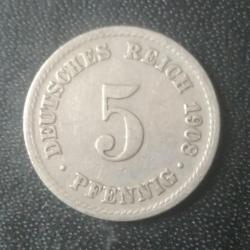 DEUTSCHES REICH 1908
5
· PFENNIG ·